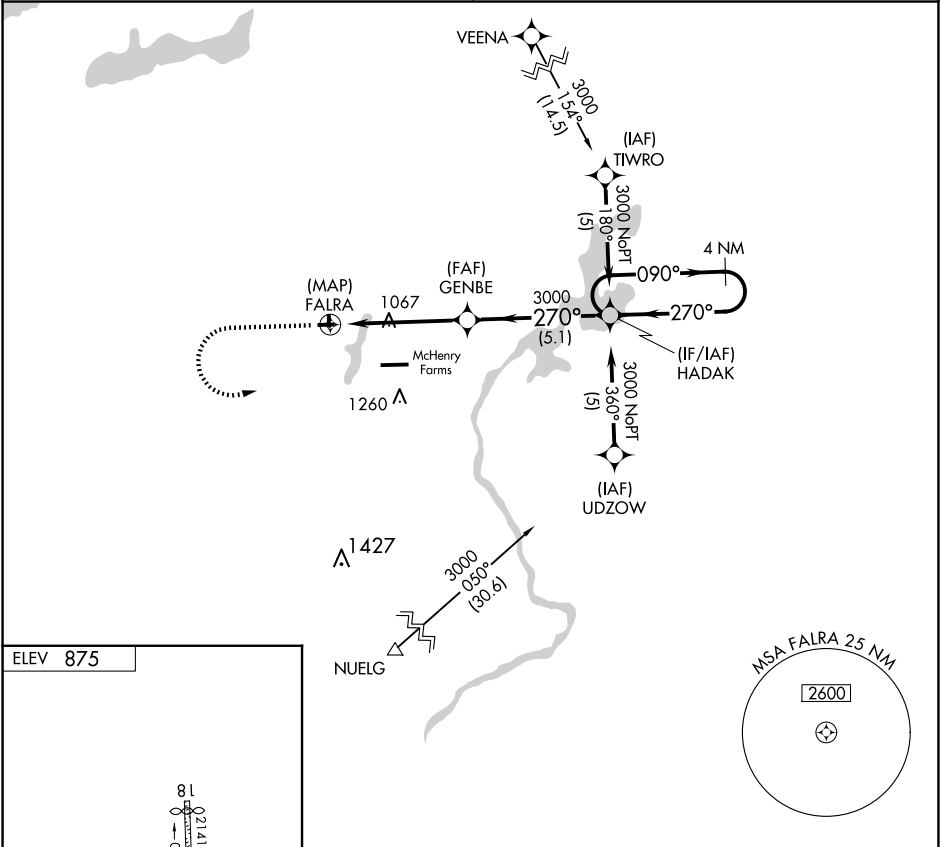 VEENA
3000
154°
(14.5)
(IAF)
TIWRO
3000 NoPT
180°
(5)
4 NM
090°
(FAF)
GENBE
(MAP)
FALRA
1067
3000
270°
(5.1)
270°
McHenry
Farms
(IF/IAF)
HADAK
1260
3000 NoPT
360°
(5)
(IAF)
UDZOW
1427
3000
050°
(30.6)
NUELG
ELEV 875
MSA FALRA 25 NM
2600
18
2141